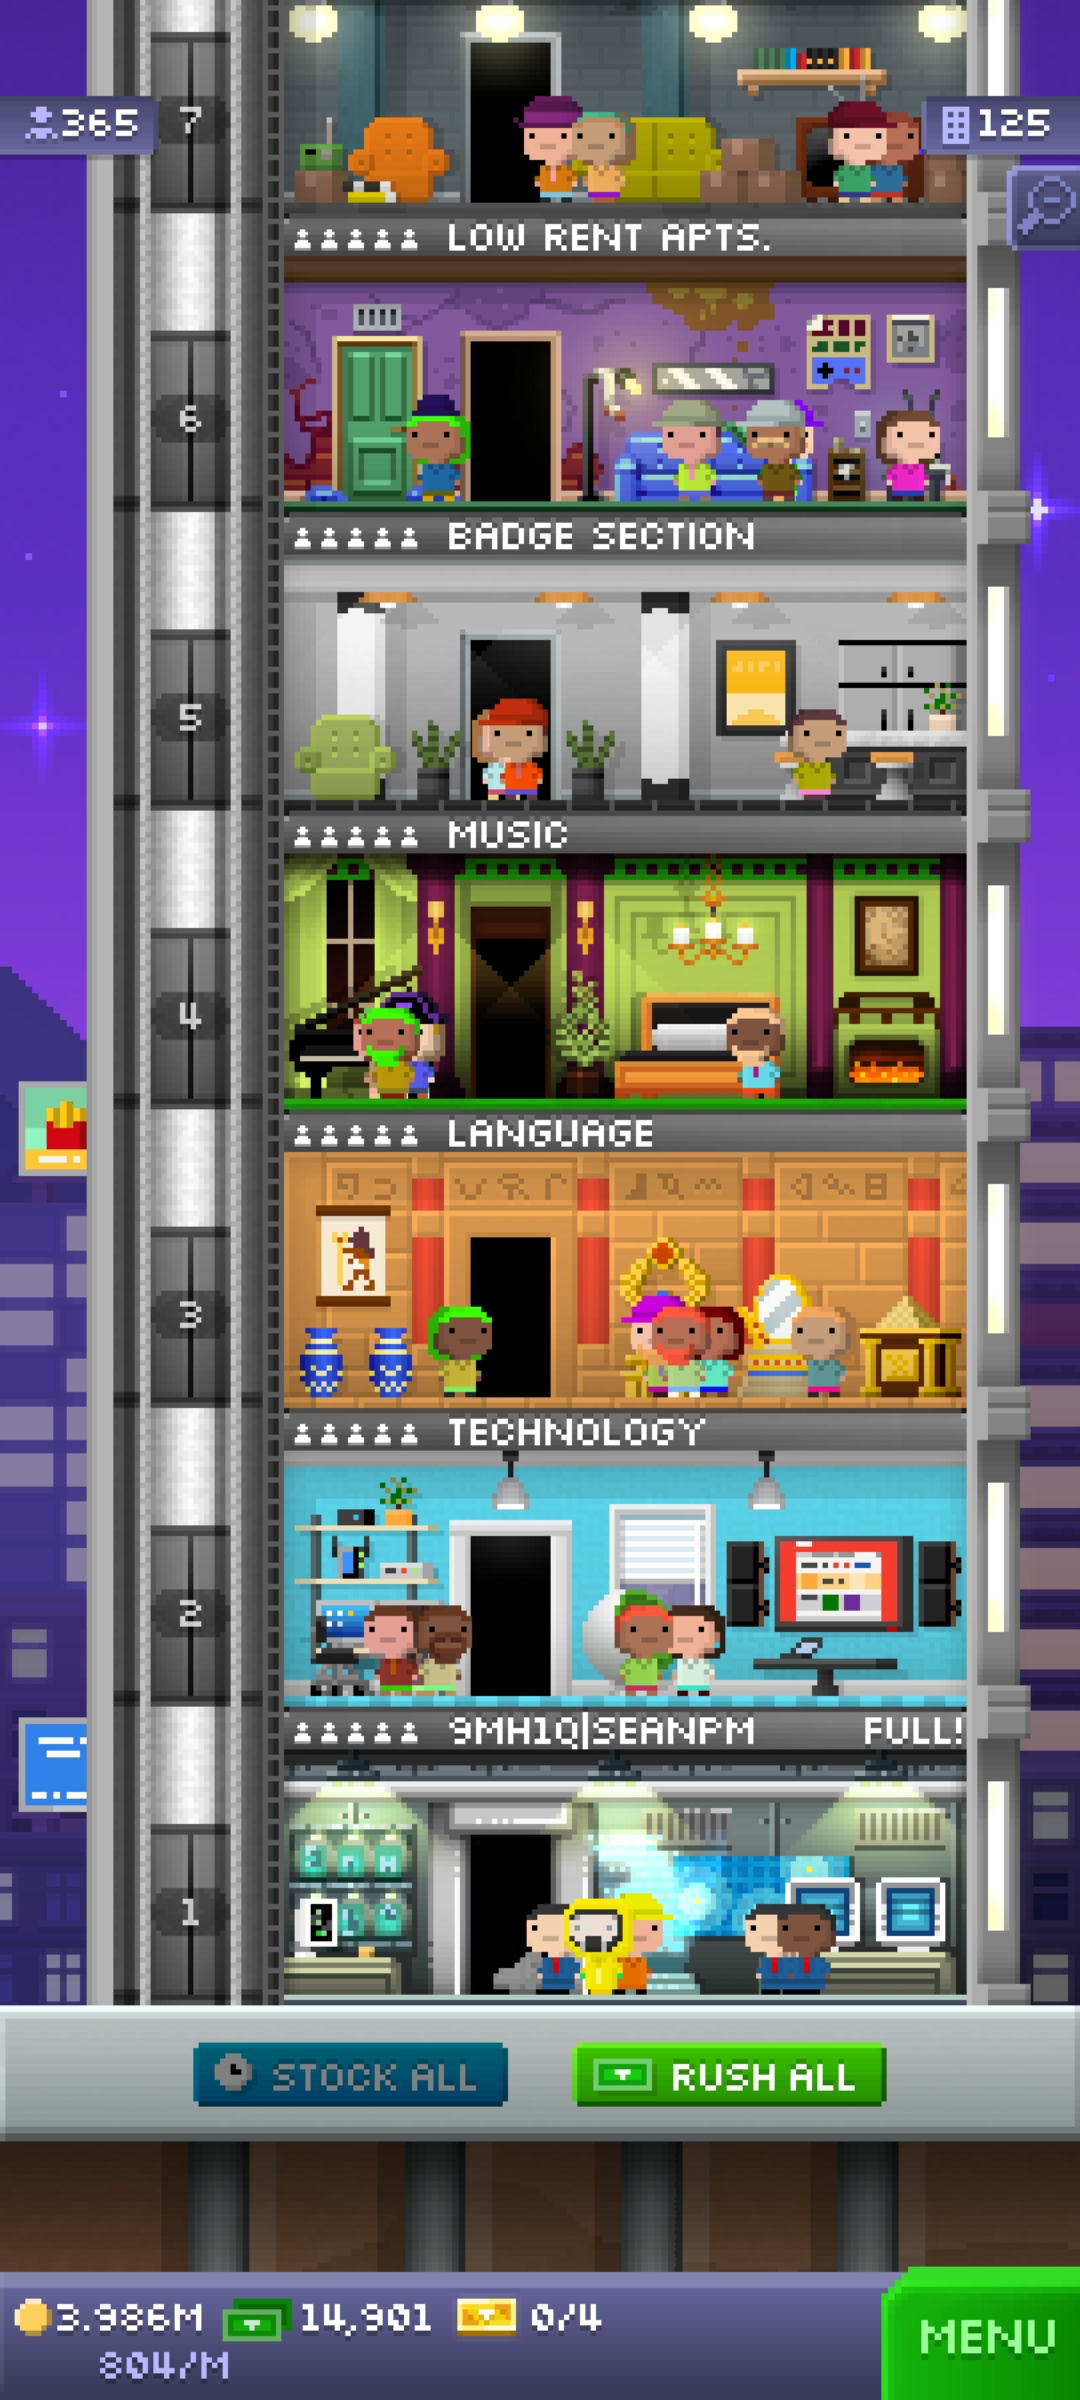 365
7
125
LOW RENT APTS.
6
BADGE SECTION
5
MUSIC
4
LANGUAGE
3
TECHNOLOGY
2
9MH1Q|SEANPM FULL!
1
STOCK ALL
RUSH ALL
3.986M 14,901 0/4
804/M
MENU